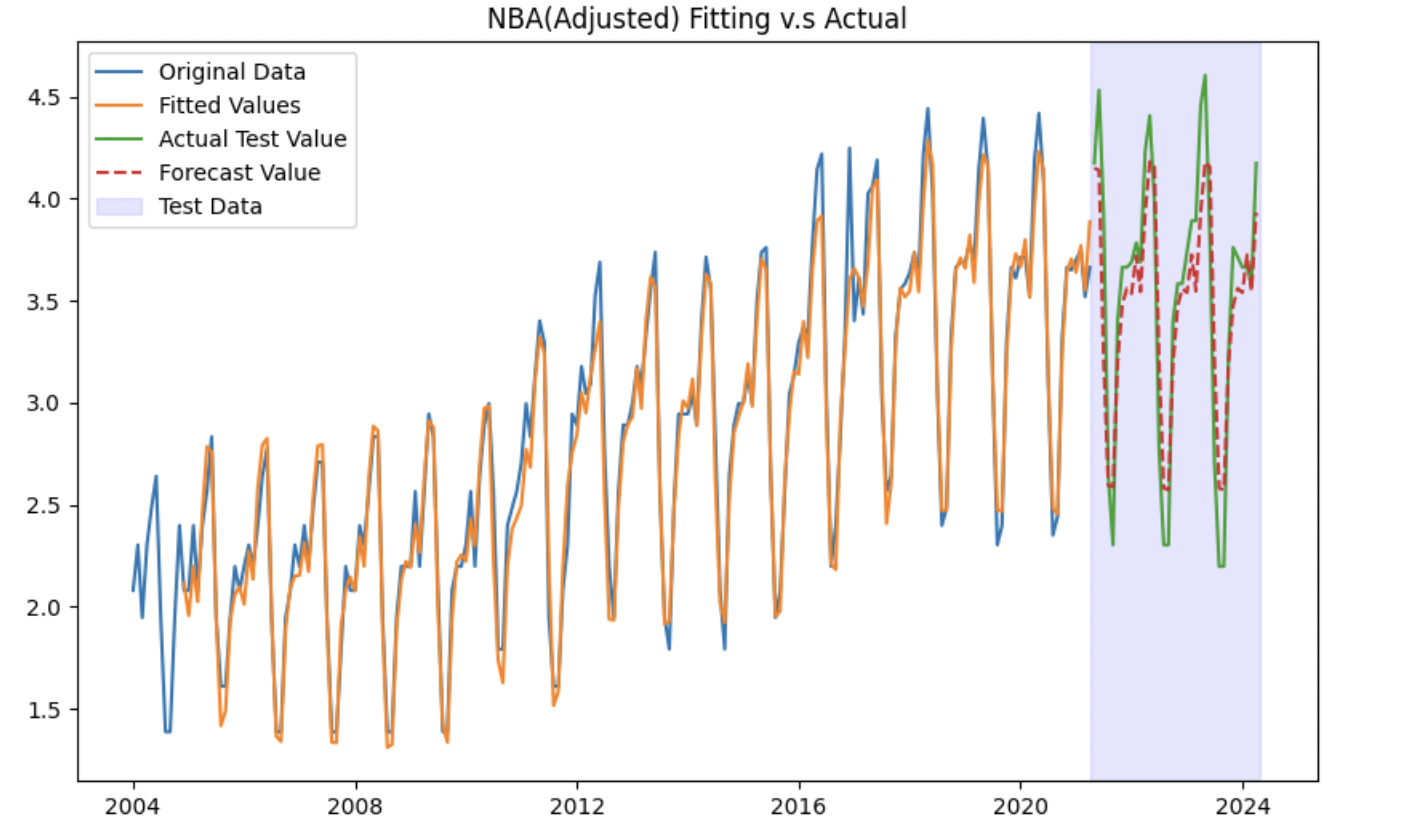 NBA(Adjusted) Fitting v.s Actual
Original Data
Fitted Values
Actual Test Value
Forecast Value
Test Data
4.5
4.0
3.5
3.0
2.5
2.0
1.5
2004 2008 2012 2016 2020 2024